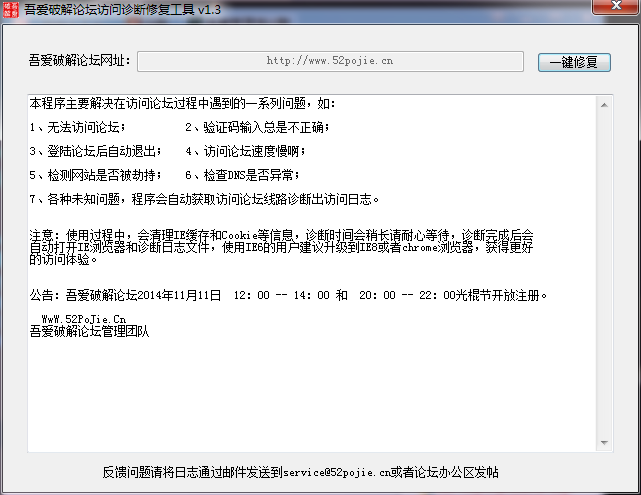 吾爱破解论坛访问诊断修复工具 v1.3
吾爱破解论坛网址: http://www.52pojie.cn 一键修复
本程序主要解决在访问论坛过程中遇到的一系列问题，如:
1、无法访问论坛; 2、验证码输入总是不正确;
3、登陆论坛后自动退出; 4、访问论坛速度慢啊;
5、检测网站是否被劫持; 6、检查DNS是否异常;
7、各种未知问题，程序会自动获取访问论坛线路诊断出访问日志。
注意: 使用过程中，会清理IE缓存和Cookie等信息，诊断时间会稍长请耐心等待，诊断完成后会
自动打开IE浏览器和诊断日志文件，使用IE6的用户建议升级到IE8或者chrome浏览器，获得更好
的访问体验。
公告: 吾爱破解论坛2014年11月11日 12: 00 -- 14: 00 和 20: 00 -- 22: 00光棍节开放注册。
WwW.52PoJie.Cn
吾爱破解论坛管理团队
反馈问题请将日志通过邮件发送到service@52pojie.cn或者论坛办公区发帖